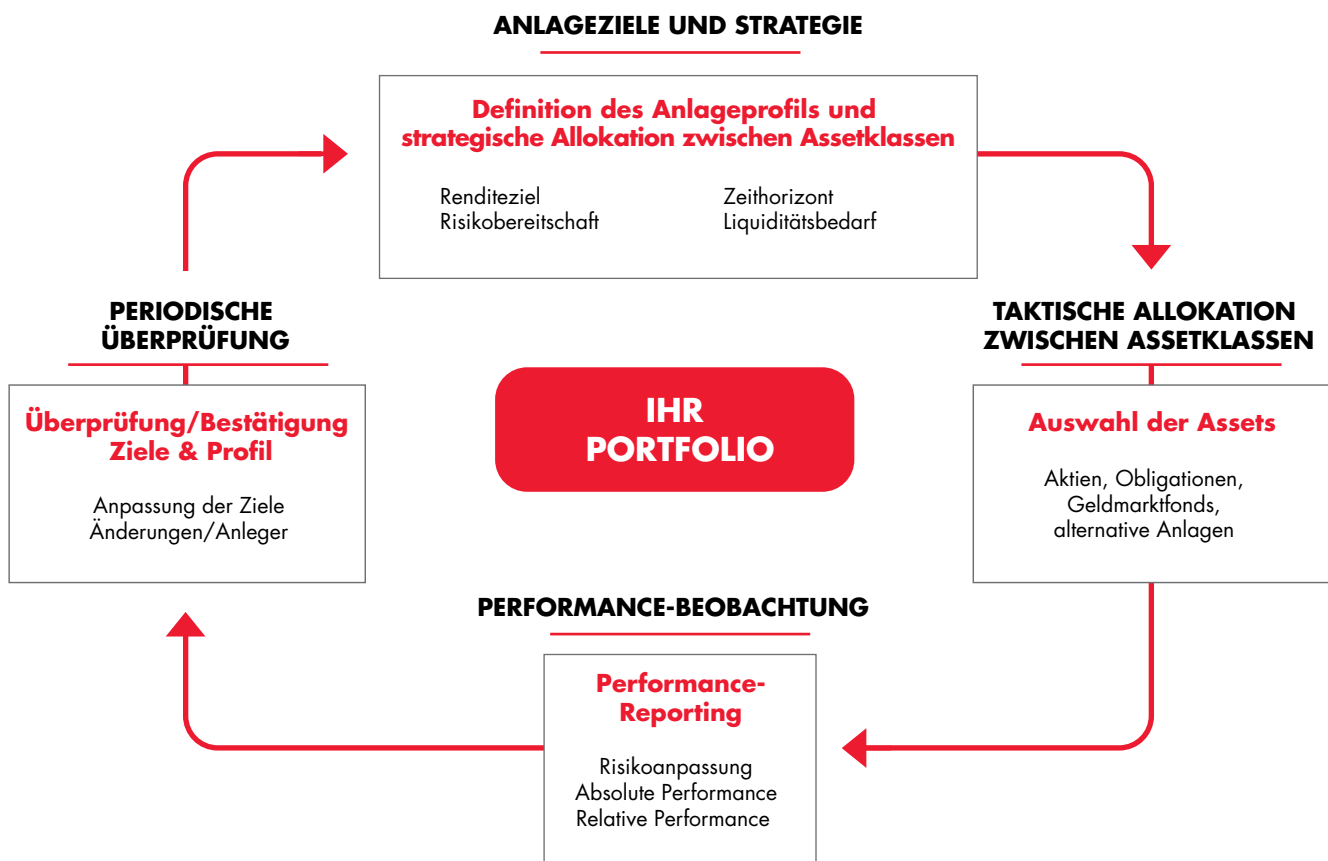 ANLAGEZIELE UND STRATEGIE
Definition des Anlageprofils und
strategische Allokation zwischen Assetklassen
Renditeziel
Risikobereitschaft
Zeithorizont
Liquiditätsbedarf
TAKTISCHE ALLOKATION
ZWISCHEN ASSETKLASSEN
Auswahl der Assets
Aktien, Obligationen,
Geldmarktfonds,
alternative Anlagen
PERFORMANCE-BEOBACHTUNG
Performance-
Reporting
Risikoanpassung
Absolute Performance
Relative Performance
PERIODISCHE
ÜBERPRÜFUNG
Überprüfung/Bestätigung
Ziele & Profil
Anpassung der Ziele
Änderungen/Anleger
IHR
PORTFOLIO